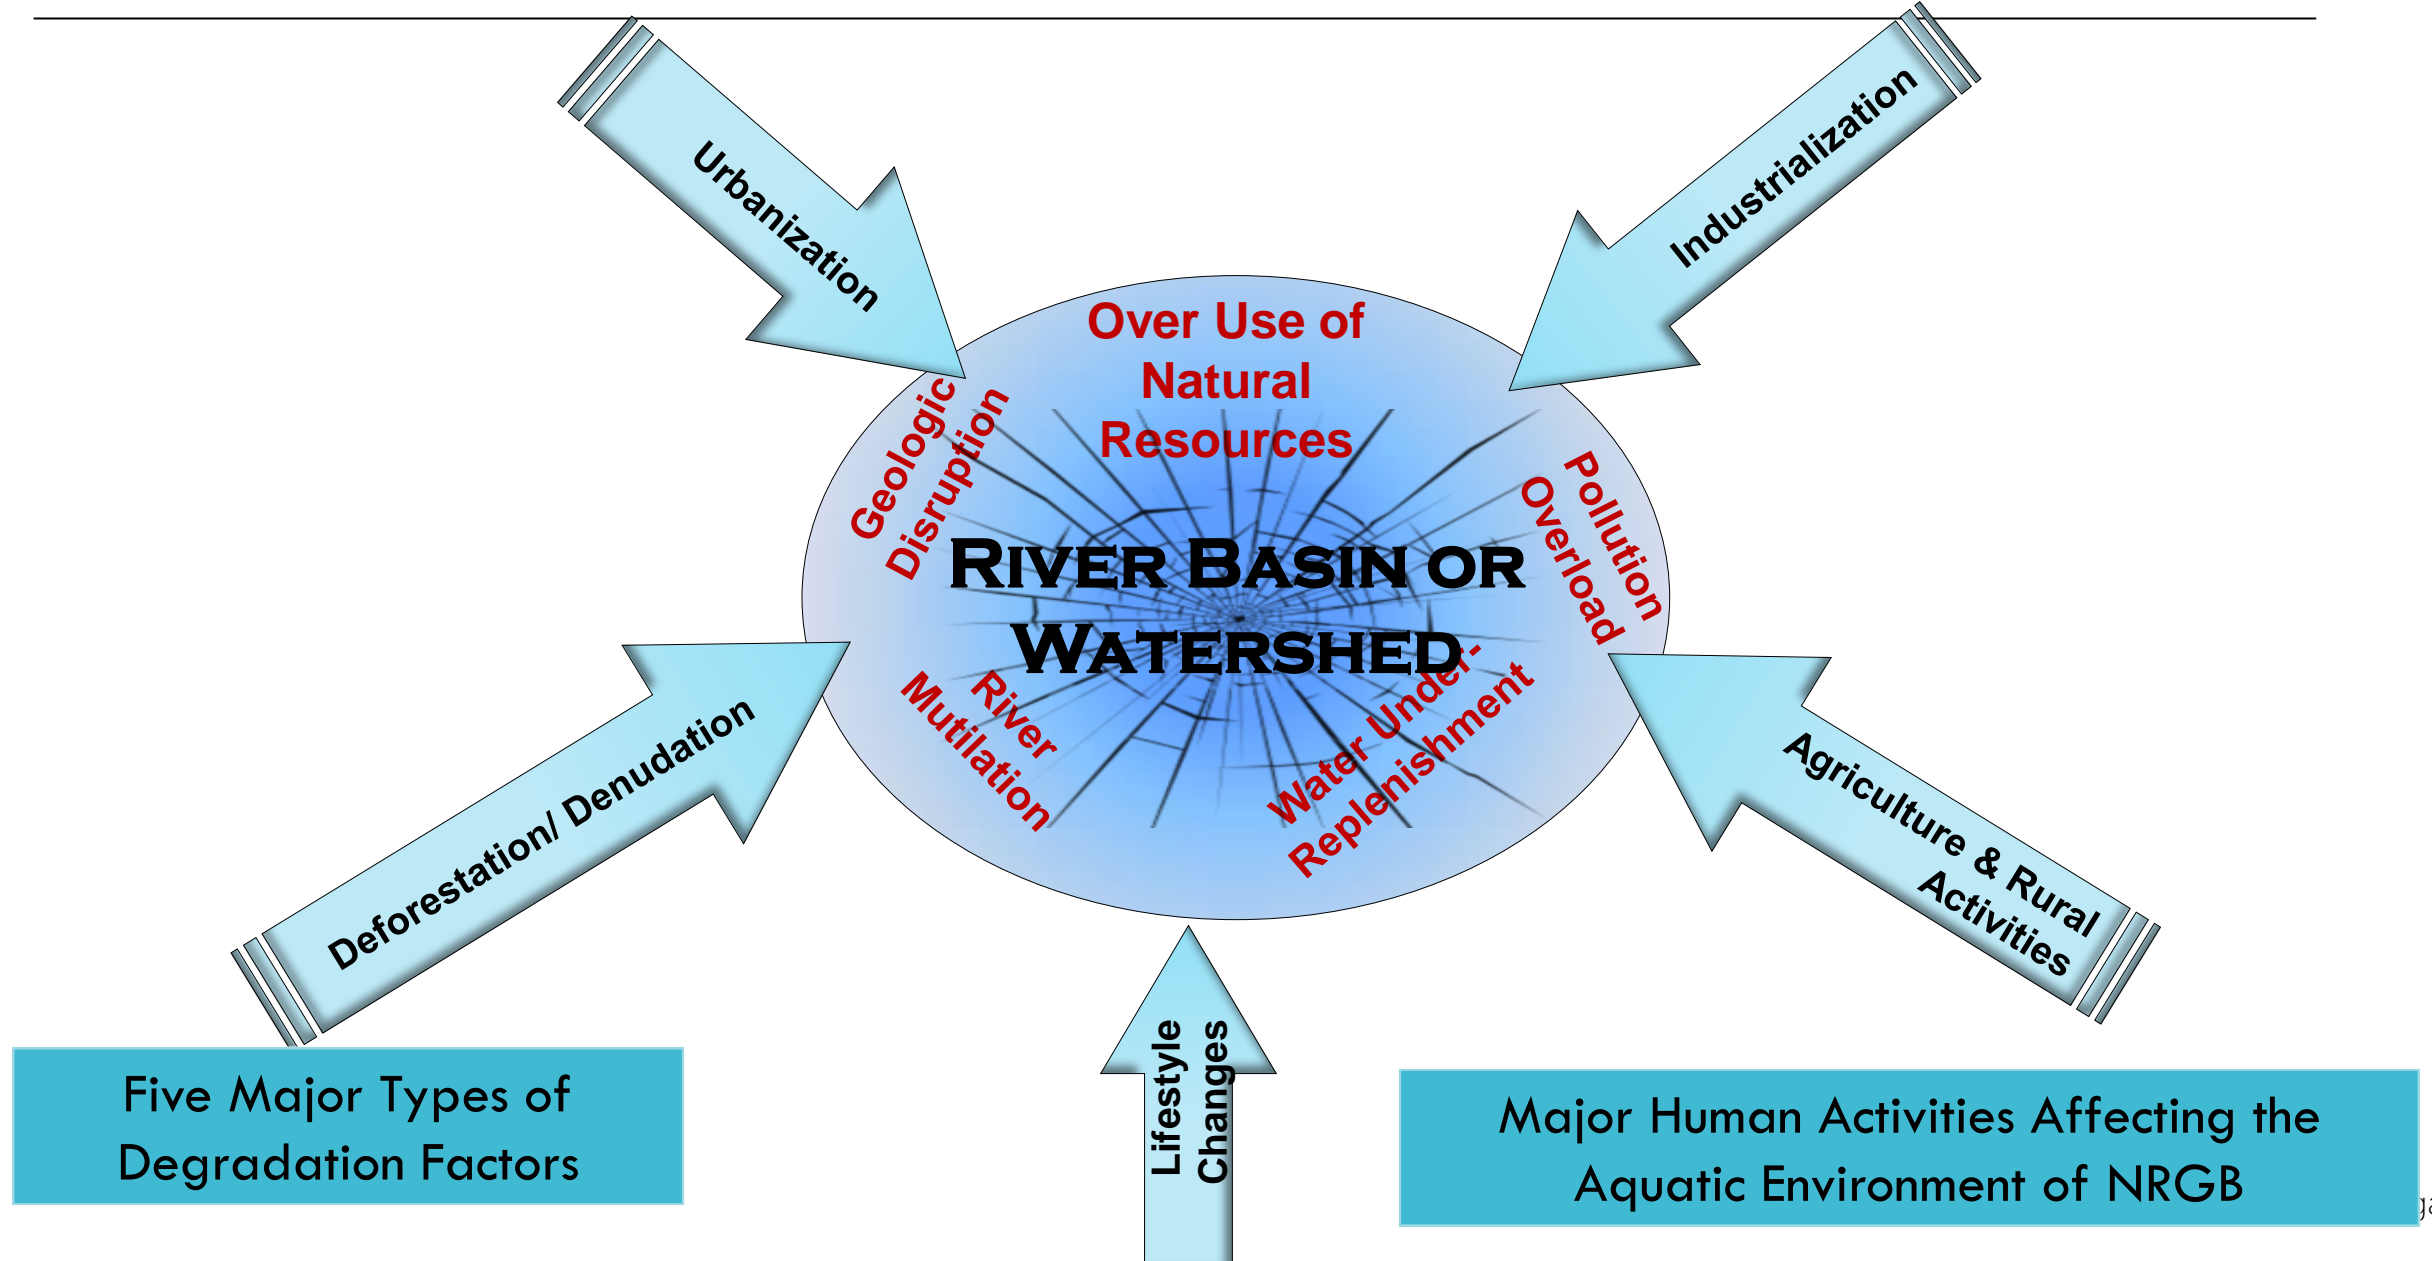 Urbanization
Industrialization
Over Use of
Natural
Resources
Geologic
Disruption
Pollution
Overload
River Basin or
Watershed
River
Mutilation
Water Under-
Replenishment
Deforestation/ Denudation
Agriculture & Rural
Activities
Lifestyle
Changes
Five Major Types of
Degradation Factors
Major Human Activities Affecting the
Aquatic Environment of NRGB